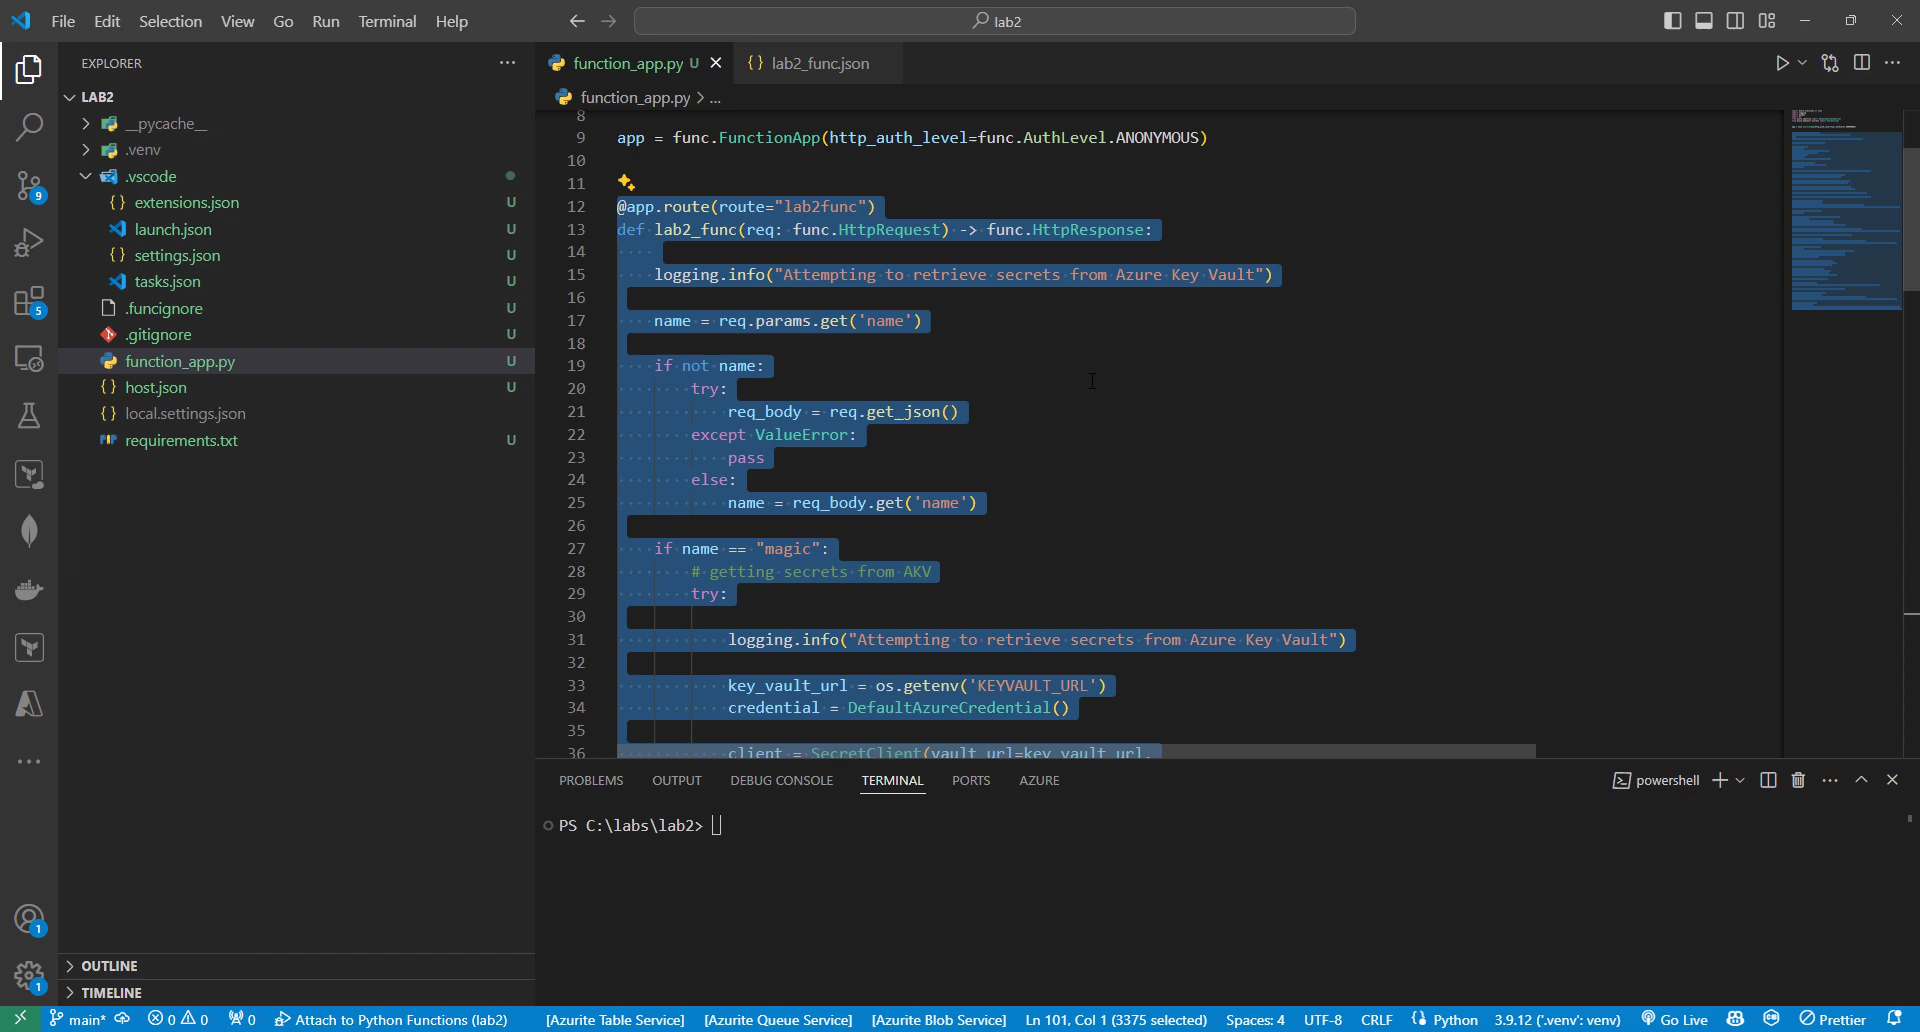 File Edit Selection View Go Run Terminal Help
lab2
EXPLORER
LAB2
__pycache__
.venv
.vscode
extensions.json U
launch.json U
settings.json U
tasks.json U
.funcignore U
.gitignore U
function_app.py U
host.json U
local.settings.json
requirements.txt U
OUTLINE
TIMELINE
9
5
1
1
function_app.py U
lab2_func.json
function_app.py > ...
8
9 app = func.FunctionApp(http_auth_level=func.AuthLevel.ANONYMOUS)
10
11
12 @app.route(route="lab2func")
13 def lab2_func(req: func.HttpRequest) -> func.HttpResponse:
14
15 logging.info("Attempting to retrieve secrets from Azure Key Vault")
16
17 name = req.params.get('name')
18
19 if not name:
20 try:
21 req_body = req.get_json()
22 except ValueError:
23 pass
24 else:
25 name = req_body.get('name')
26
27 if name == "magic":
28 # getting secrets from AKV
29 try:
30
31 logging.info("Attempting to retrieve secrets from Azure Key Vault")
32
33 key_vault_url = os.getenv('KEYVAULT_URL')
34 credential = DefaultAzureCredential()
35
36 client = SecretClient(vault_url=key_vault_url,
PROBLEMS OUTPUT DEBUG CONSOLE TERMINAL PORTS AZURE
powershell
PS C:\labs\lab2>
main* 0 0 0 Attach to Python Functions (lab2) [Azurite Table Service] [Azurite Queue Service] [Azurite Blob Service] Ln 101, Col 1 (3375 selected) Spaces: 4 UTF-8 CRLF Python 3.9.12 ('.venv': venv) Go Live Prettier